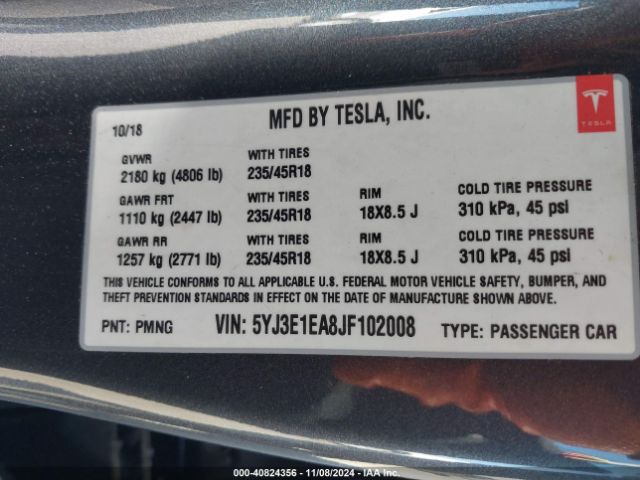 10/18
MFD BY TESLA, INC.
TESLA
GVWR WITH TIRES
2180 kg (4806 lb) 235/45R18
GAWR FRT WITH TIRES RIM COLD TIRE PRESSURE
1110 kg (2447 lb) 235/45R18 18X8.5 J 310 kPa, 45 psi
GAWR RR WITH TIRES RIM COLD TIRE PRESSURE
1257 kg (2771 lb) 235/45R18 18X8.5 J 310 kPa, 45 psi
THIS VEHICLE CONFORMS TO ALL APPLICABLE U.S. FEDERAL MOTOR VEHICLE SAFETY, BUMPER, AND
THEFT PREVENTION STANDARDS IN EFFECT ON THE DATE OF MANUFACTURE SHOWN ABOVE.
PNT: PMNG VIN: 5YJ3E1EA8JF102008 TYPE: PASSENGER CAR
000-40824356 - 11/08/2024 - IAA Inc.